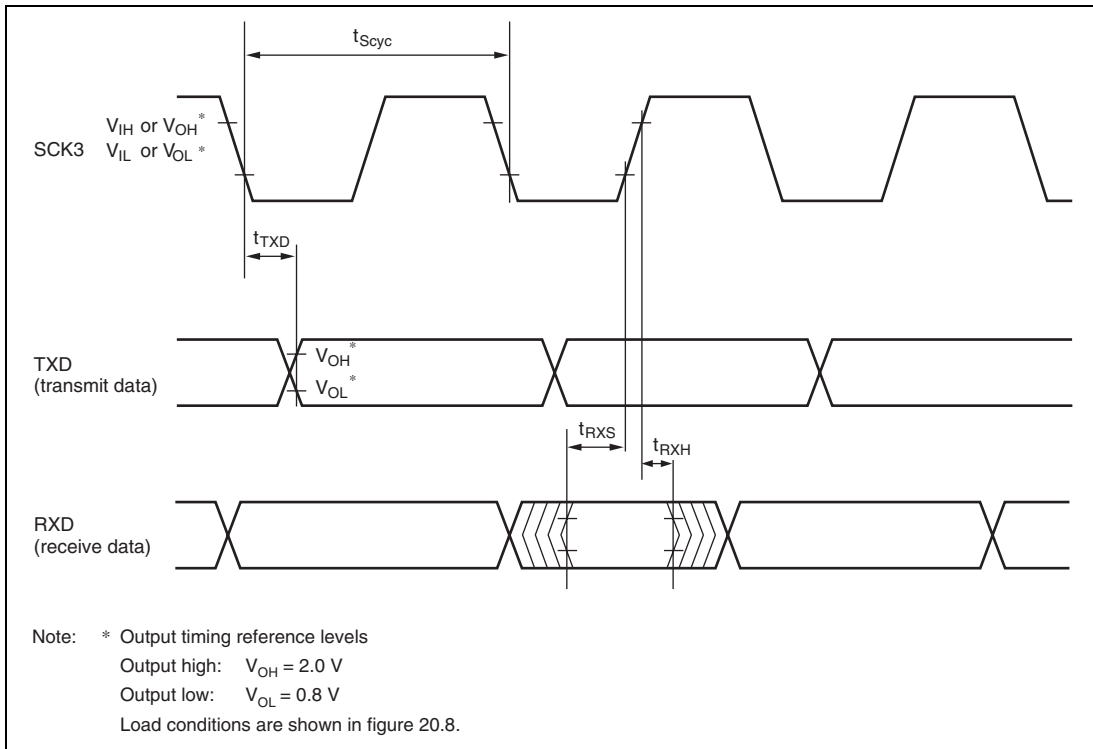 tScyc
VIH or VOH*
SCK3 VIL or VOL*
tTXD
TXD
(transmit data)
VOH*
VOL*
tRXS
tRXH
RXD
(receive data)
Note: * Output timing reference levels
Output high: VOH = 2.0 V
Output low: VOL = 0.8 V
Load conditions are shown in figure 20.8.